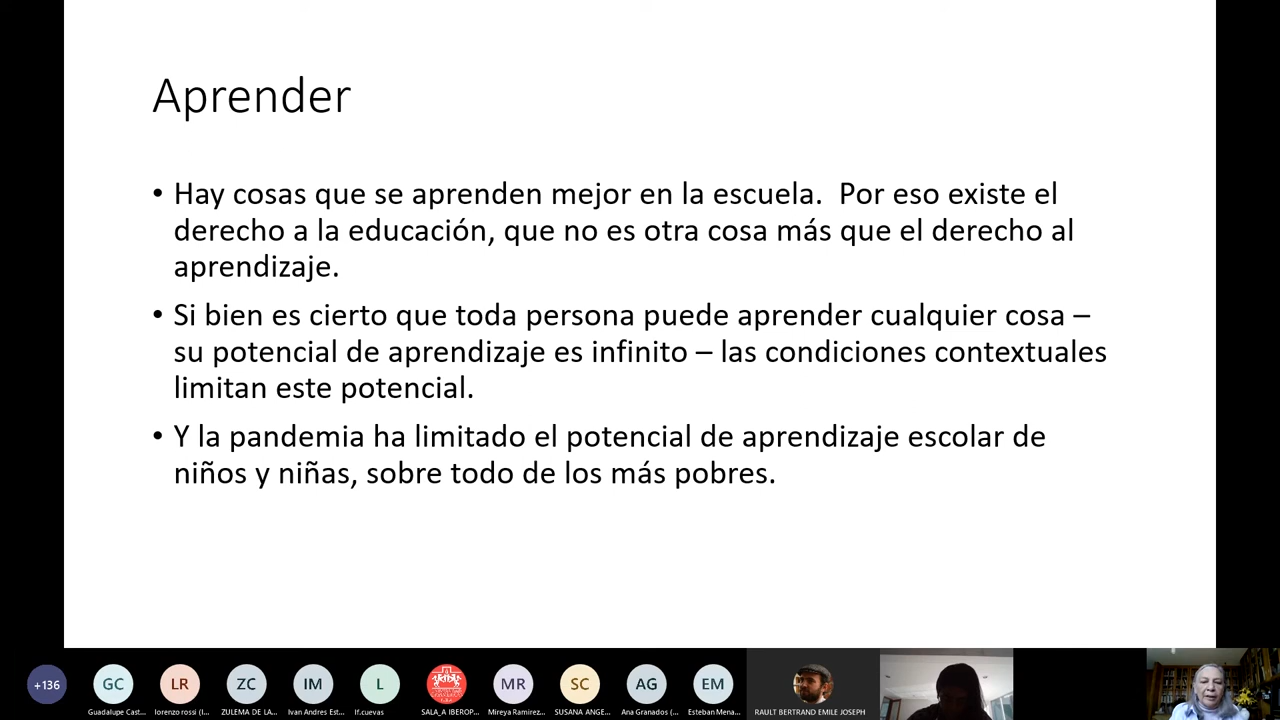 Aprender
• Hay cosas que se aprenden mejor en la escuela.  Por eso existe el
derecho a la educación, que no es otra cosa más que el derecho al
aprendizaje.
• Si bien es cierto que toda persona puede aprender cualquier cosa –
su potencial de aprendizaje es infinito – las condiciones contextuales
limitan este potencial.
• Y la pandemia ha limitado el potencial de aprendizaje escolar de
niños y niñas, sobre todo de los más pobres.
+136 GC LR ZC IM L MR SC AG EM
Guadalupe Cast... lorenzo rossi (I... ZULEMA DE LA... Ivan Andres Est... lf.cuevas SALA_A IBEROP... Mireya Ramirez... SUSANA ANGE... Ana Granados (... Esteban Mena... RAULT BERTRAND EMILE JOSEPH